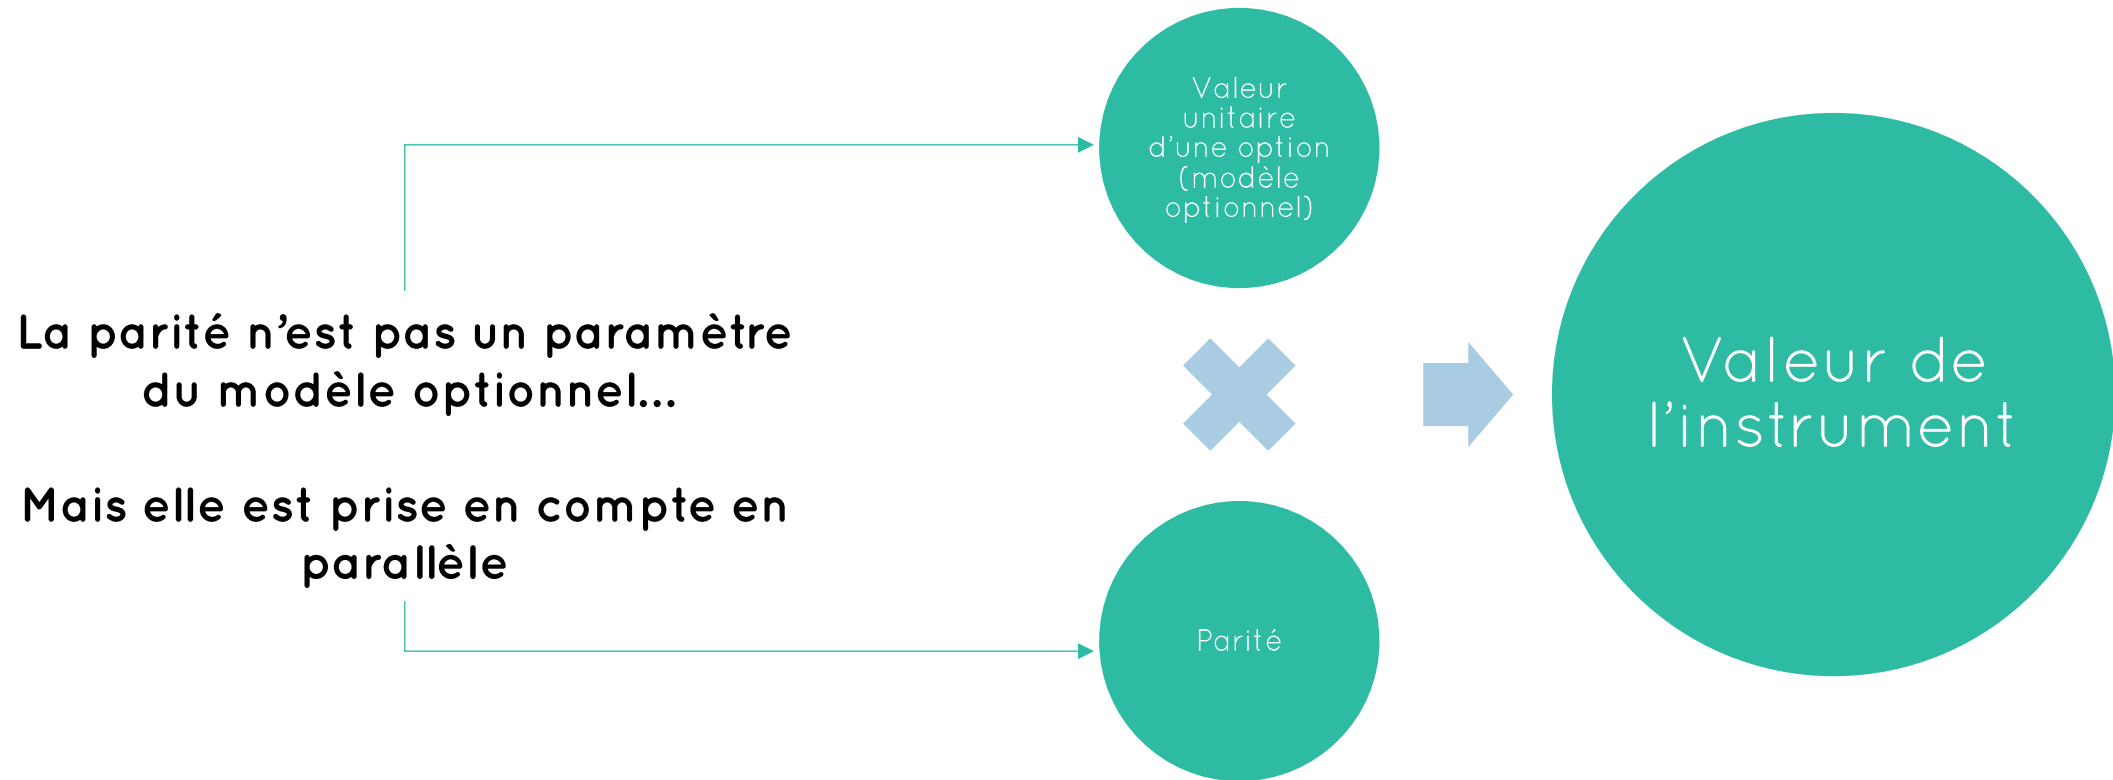 La parité n’est pas un paramètre
du modèle optionnel...
Mais elle est prise en compte en
parallèle
Valeur
unitaire
d’une option
(modèle
optionnel)
Parité
Valeur de
l’instrument